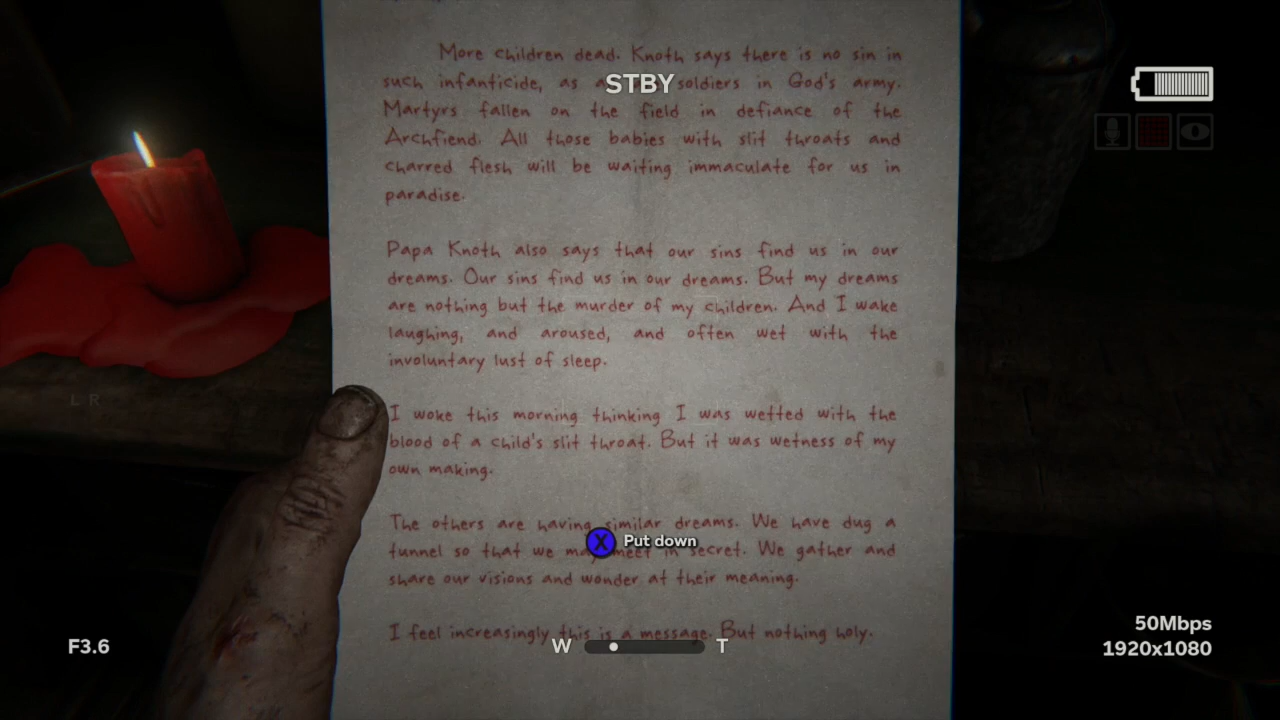 More children dead. Knoth says there is no sin in
such infanticide, as a soldiers in God's army.
STBY
Martyrs fallen on the field in defiance of the
Archfiend. All those babies with slit throats and
charred flesh will be waiting immaculate for us in
paradise.
Papa Knoth also says that our sins find us in our
dreams. Our sins find us in our dreams. But my dreams
are nothing but the murder of my children. And I wake
laughing, and aroused, and often wet with the
involuntary lust of sleep.
L R
I woke this morning thinking I was wetted with the
blood of a child's slit throat. But it was wetness of my
own making.
The others are having similar dreams. We have dug a
tunnel so that we may meet in secret. We gather and
X Put down
share our visions and wonder at their meaning.
I feel increasingly this is a message. But nothing holy.
W T
F3.6
50Mbps
1920x1080